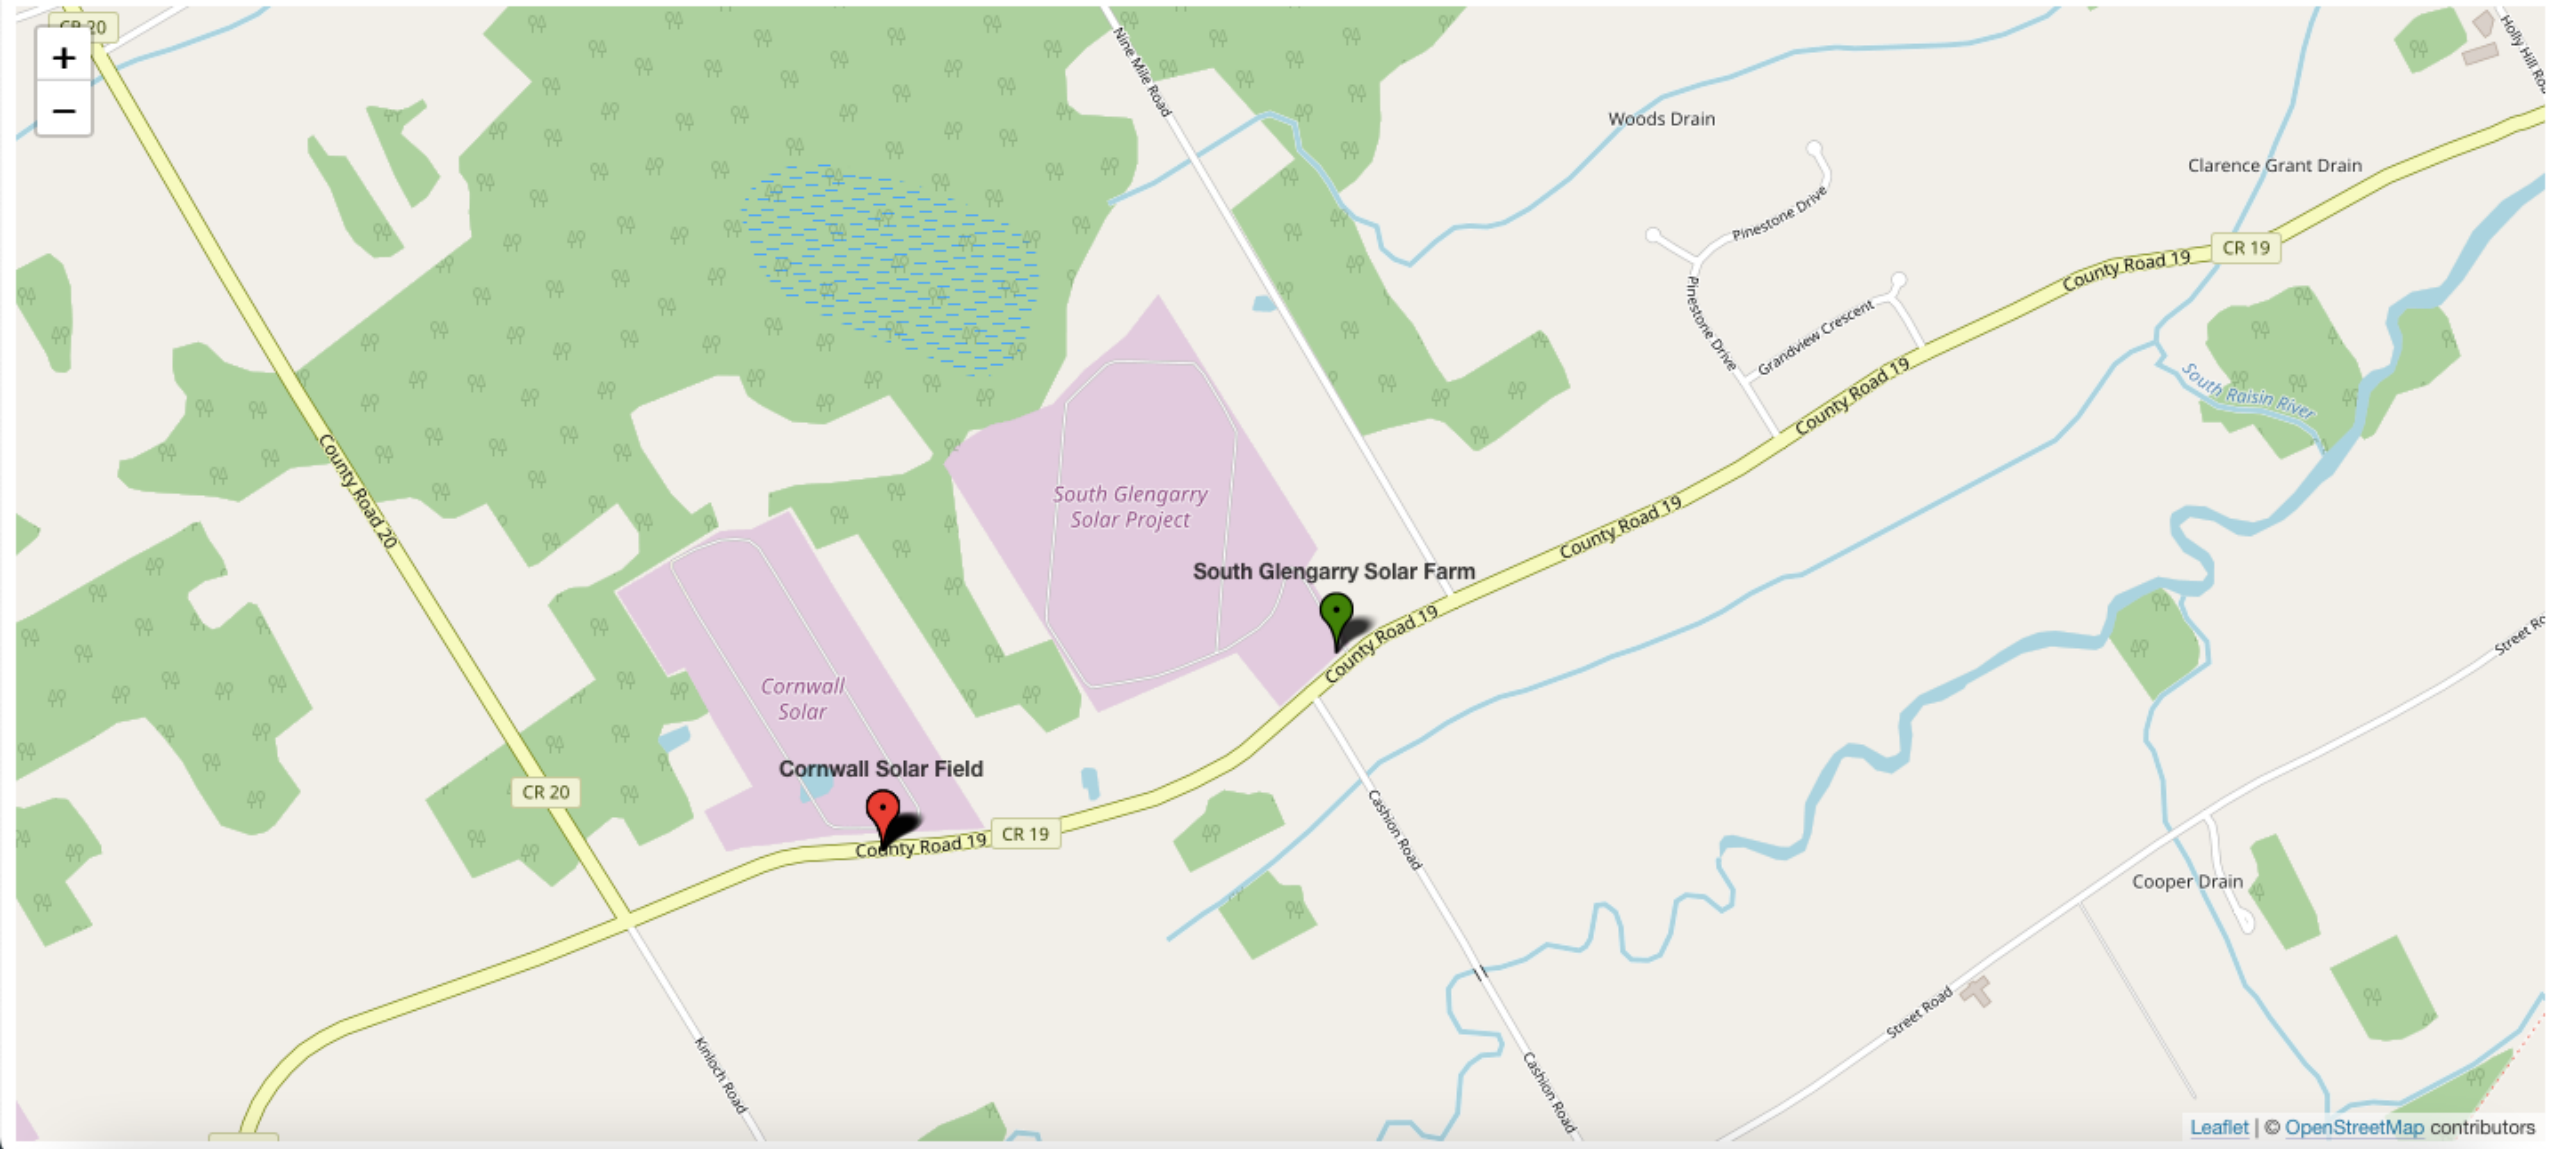 CR 20
+
−
Nine Mile Road
Holly Hill Roa
Woods Drain
Clarence Grant Drain
Pinestone Drive
CR 19
County Road 19
Pinestone Drive
Grandview Crescent
County Road 19
South Raisin River
County Road 20
South Glengarry
Solar Project
County Road 19
South Glengarry Solar Farm
County Road 19
Street Ro
Cornwall
Solar
Cornwall Solar Field
CR 20
County Road 19
CR 19
Cashion Road
Cooper Drain
Street Road
Kinloch Road
Cashion Road
Leaflet | © OpenStreetMap contributors